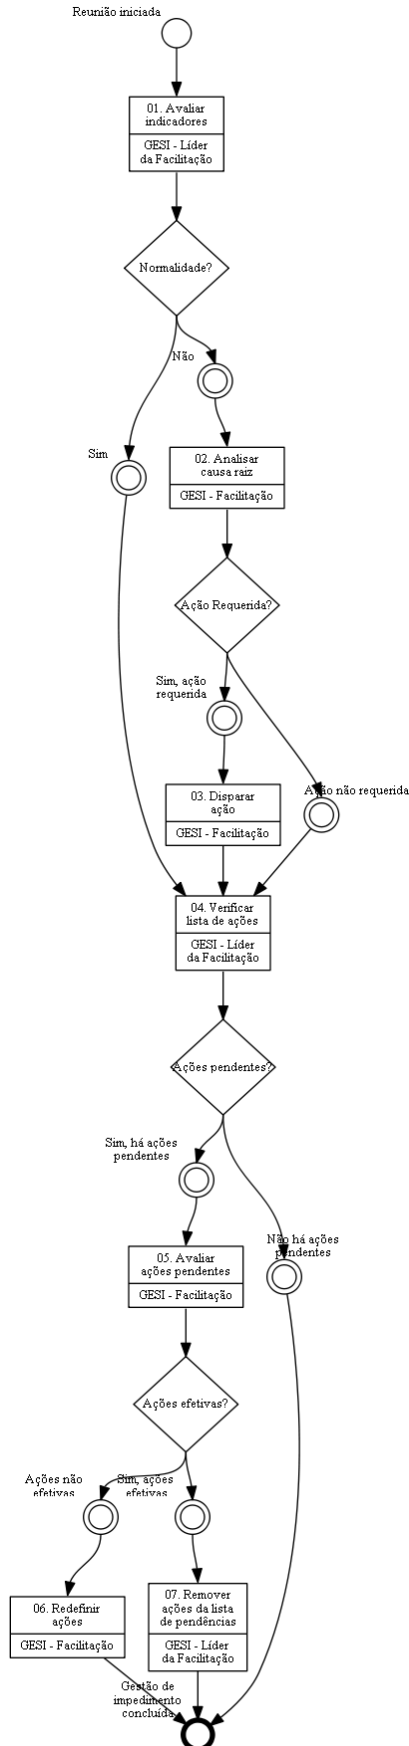 Reunião iniciada
01. Avaliar
indicadores
GESI - Líder
da Facilitação
Normalidade?
Não
Sim
02. Analisar
causa raiz
GESI - Facilitação
Ação Requerida?
Sim, ação
requerida
Ação não requerida
03. Disparar
ação
GESI - Facilitação
04. Verificar
lista de ações
GESI - Líder
da Facilitação
Ações pendentes?
Sim, há ações
pendentes
Não há ações
pendentes
05. Avaliar
ações pendentes
GESI - Facilitação
Ações efetivas?
Ações não
efetivas
Sim, ações
efetivas
06. Redefinir
ações
GESI - Facilitação
07. Remover
ações da lista
de pendências
GESI - Líder
da Facilitação
Gestão de
impedimento
concluída